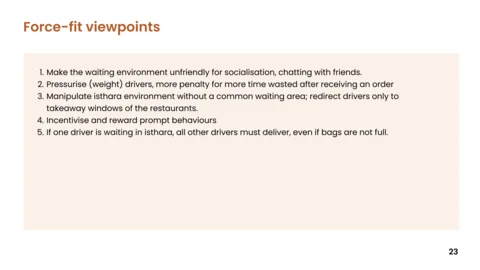 Force-fit viewpoints
1. Make the waiting environment unfriendly for socialisation, chatting with friends.
2. Pressurise (weight) drivers, more penalty for more time wasted after receiving an order
3. Manipulate isthara environment without a common waiting area; redirect drivers only to
takeaway windows of the restaurants.
4. Incentivise and reward prompt behaviours
5. If one driver is waiting in isthara, all other drivers must deliver, even if bags are not full.
23